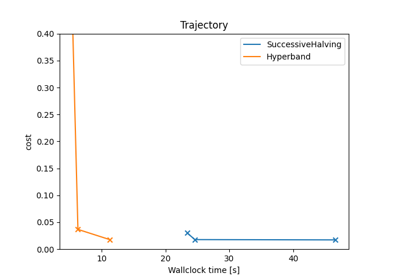 Trajectory
0.40
0.35
0.30
0.25
0.20
0.15
0.10
0.05
0.00
cost
SuccessiveHalving
Hyperband
10 20 30 40
Wallclock time [s]